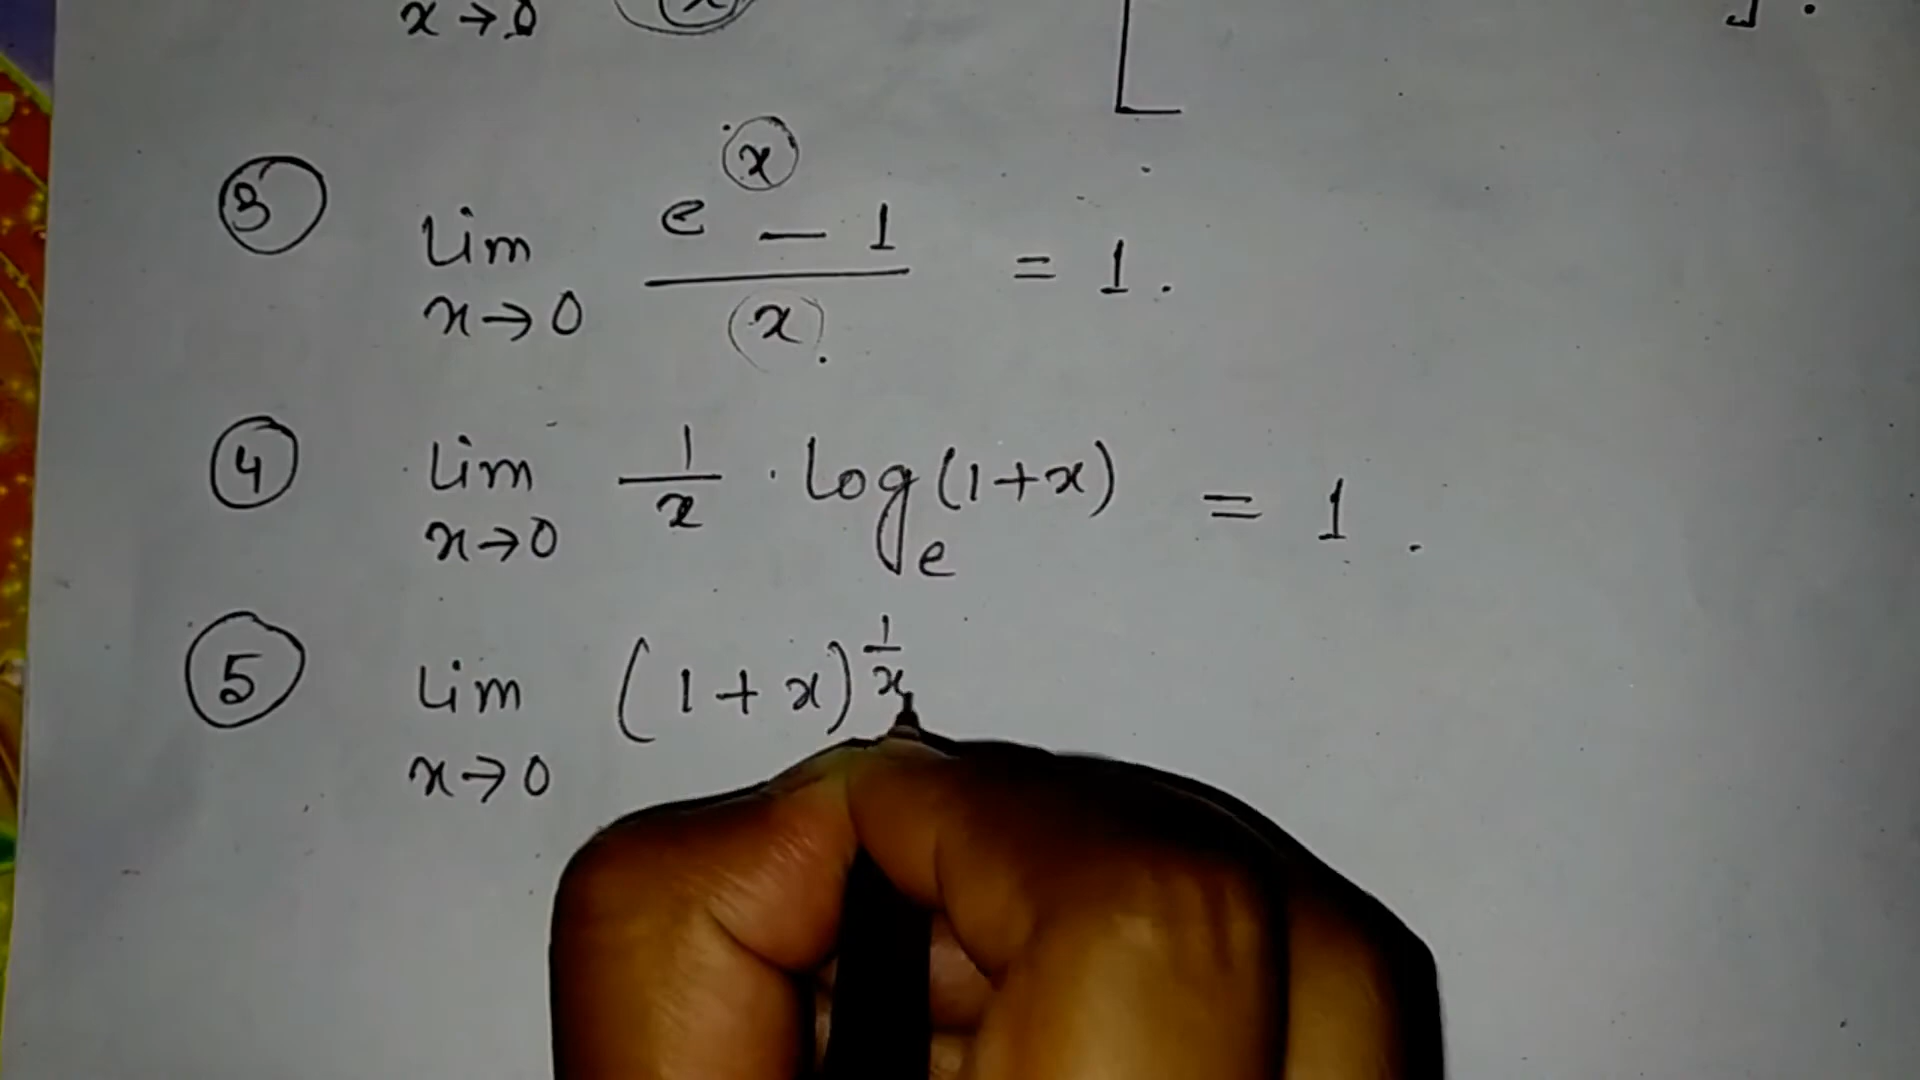 x→0 (x) ] .
③ lim x→0 (e^x − 1)/x = 1.
④ lim x→0 1/x · log_e(1+x) = 1.
⑤ lim x→0 (1+x)^(1/x)